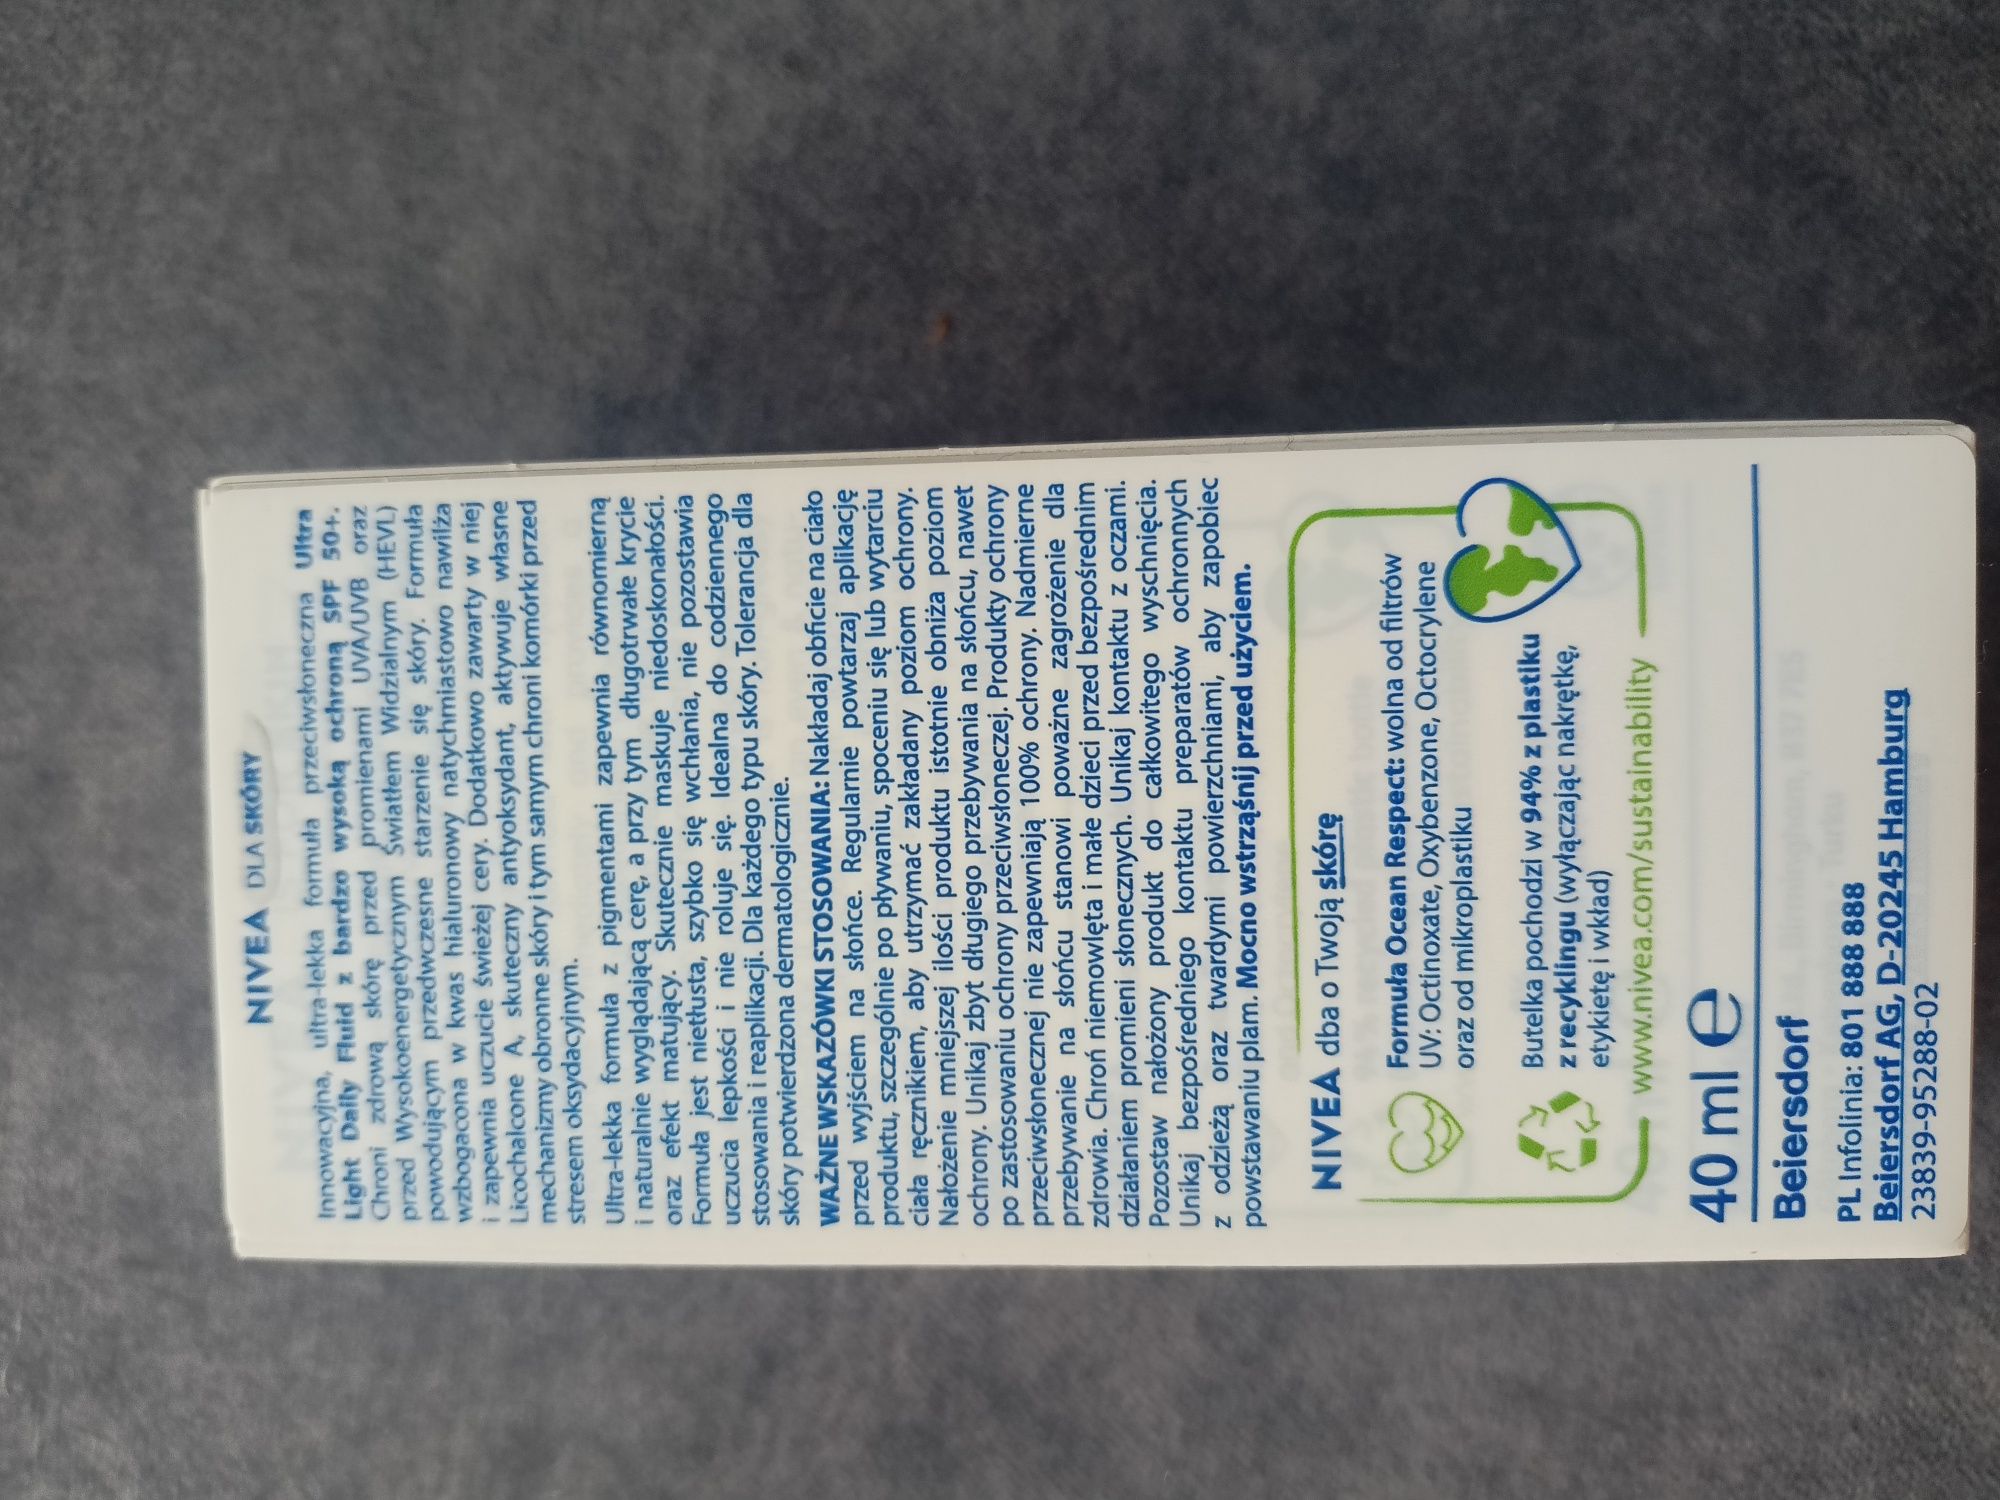 NIVEA DLA SKÓRY
Innowacyjna, ultra-lekka formuła przeciwsłoneczna Ultra
Light Daily Fluid z bardzo wysoką ochroną SPF 50+.
Chroni zdrową skórę przed promienami UVA/UVB oraz
przed Wysokoenergetycznym Światłem Widzialnym (HEVL)
powodującym przedwczesne starzenie się skóry. Formuła
wzbogacona w kwas hialuronowy natychmiastowo nawilża
i zapewnia uczucie świeżej cery. Dodatkowo zawarty w niej
Licochalcone A, skuteczny antyoksydant, aktywuje własne
mechanizmy obronne skóry i tym samym chroni komórki przed
stresem oksydacyjnym.
Ultra-lekka formuła z pigmentami zapewnia równomierną
i naturalnie wyglądającą cerę, a przy tym długotrwałe krycie
oraz efekt matujący. Skutecznie maskuje niedoskonałości.
Formuła jest nietłusta, szybko się wchłania, nie pozostawia
uczucia lepkości i nie roluje się. Idealna do codziennego
stosowania i reaplikacji. Dla każdego typu skóry. Tolerancja dla
skóry potwierdzona dermatologicznie.
WAŻNE WSKAZÓWKI STOSOWANIA: Nakładaj obficie na ciało
przed wyjściem na słońce. Regularnie powtarzaj aplikację
produktu, szczególnie po pływaniu, spoceniu się lub wytarciu
ciała ręcznikiem, aby utrzymać zakładany poziom ochrony.
Nałożenie mniejszej ilości produktu istotnie obniża poziom
ochrony. Unikaj zbyt długiego przebywania na słońcu, nawet
po zastosowaniu ochrony przeciwsłonecznej. Produkty ochrony
przeciwsłonecznej nie zapewniają 100% ochrony. Nadmierne
przebywanie na słońcu stanowi poważne zagrożenie dla
zdrowia. Chroń niemowlęta i małe dzieci przed bezpośrednim
działaniem promieni słonecznych. Unikaj kontaktu z oczami.
Pozostaw nałożony produkt do całkowitego wyschnięcia.
Unikaj bezpośredniego kontaktu preparatów ochronnych
z odzieżą oraz twardymi powierzchniami, aby zapobiec
powstawaniu plam. Mocno wstrząśnij przed użyciem.
NIVEA dba o Twoją skórę
Formuła Ocean Respect: wolna od filtrów
UV: Octinoxate, Oxybenzone, Octocrylene
oraz od mikroplastiku
Butelka pochodzi w 94% z plastiku
z recyklingu (wyłączając nakrętkę,
etykietę i wkład)
www.nivea.com/sustainability
40 ml e
Beiersdorf
PL Infolinia: 801 888 888
Beiersdorf AG, D-20245 Hamburg
23839-95288-02